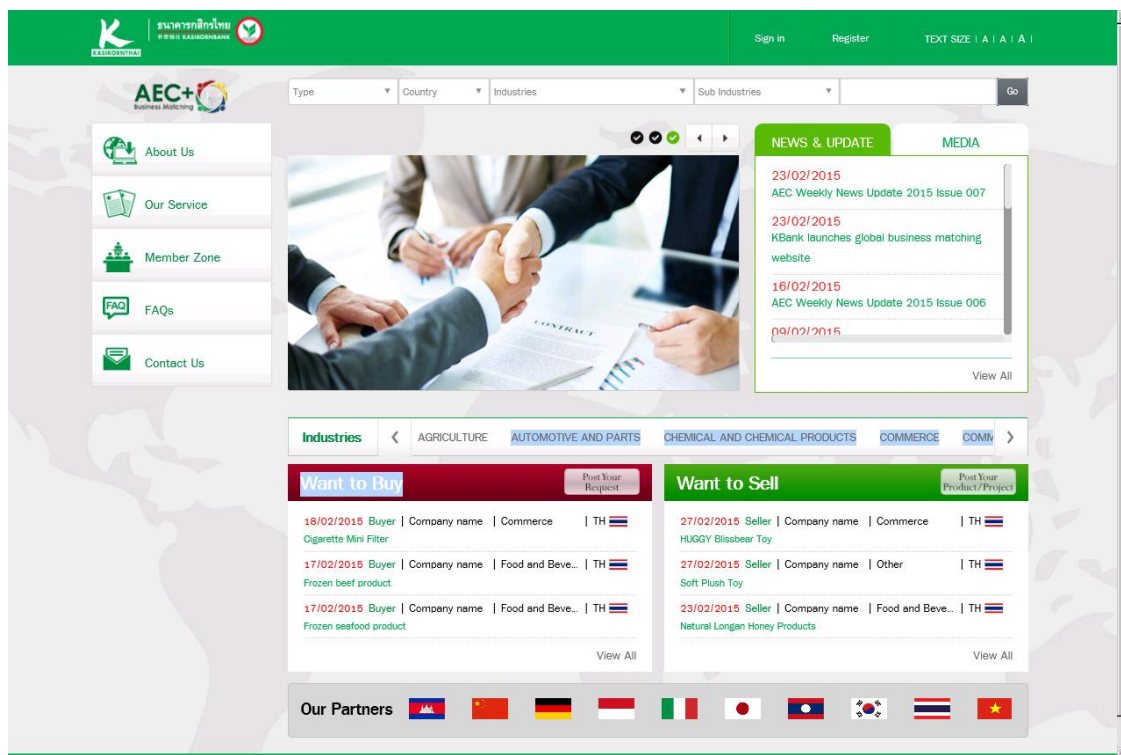 KASIKORNTHAI
ธนาคารกสิกรไทย
开泰银行 KASIKORNBANK
Sign in
Register
TEXT SIZE | A | A | A |
AEC+
Business Matching
Type
Country
Industries
Sub Industries
Go
About Us
Our Service
Member Zone
FAQ
FAQs
Contact Us
CONTRACT
NEWS & UPDATE
MEDIA
23/02/2015
AEC Weekly News Update 2015 Issue 007
23/02/2015
KBank launches global business matching
website
16/02/2015
AEC Weekly News Update 2015 Issue 006
09/02/2015
View All
Industries
AGRICULTURE
AUTOMOTIVE AND PARTS
CHEMICAL AND CHEMICAL PRODUCTS
COMMERCE
COMM
Want to Buy
Post Your
Request
18/02/2015 Buyer | Company name | Commerce | TH
Cigarette Mini Filter
17/02/2015 Buyer | Company name | Food and Beve... | TH
Frozen beef product
17/02/2015 Buyer | Company name | Food and Beve... | TH
Frozen seafood product
View All
Want to Sell
Post Your
Product/Project
27/02/2015 Seller | Company name | Commerce | TH
HUGGY Blissbear Toy
27/02/2015 Seller | Company name | Other | TH
Soft Plush Toy
23/02/2015 Seller | Company name | Food and Beve... | TH
Natural Longan Honey Products
View All
Our Partners